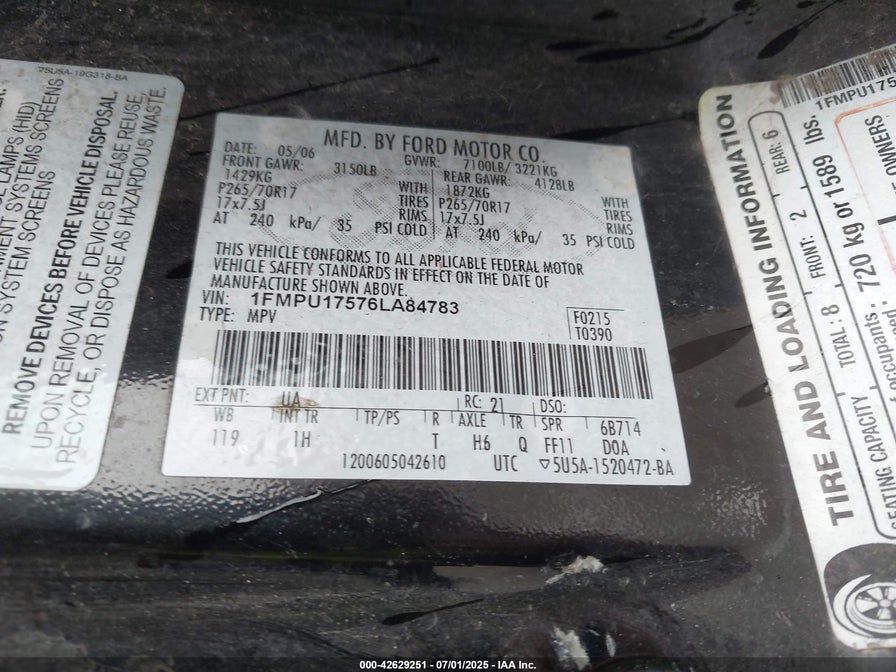 75U5A-19G318-BA
LAMPS (HID)
SYSTEMS SCREENS
ON SYSTEM SCREENS
REMOVE DEVICES BEFORE VEHICLE DISPOSAL.
UPON REMOVAL OF DEVICES PLEASE REUSE,
RECYCLE, OR DISPOSE AS HAZARDOUS WASTE.
MFD. BY FORD MOTOR CO.
DATE: 05/06 GVWR: 7100LB/ 3221KG
FRONT GAWR: 3150LB REAR GAWR: 4128LB
1429KG WITH 1872KG WITH
P265/70R17 TIRES P265/70R17 TIRES
17x7.5J RIMS 17x7.5J RIMS
AT 240 kPa/ 35 PSI COLD AT 240 kPa/ 35 PSI COLD
THIS VEHICLE CONFORMS TO ALL APPLICABLE FEDERAL MOTOR
VEHICLE SAFETY STANDARDS IN EFFECT ON THE DATE OF
MANUFACTURE SHOWN ABOVE.
VIN: 1FMPU17576LA84783
TYPE: MPV
F0215
T0390
EXT PNT: UA RC: 21 DSO:
WB INT TR TP/PS R AXLE TR SPR 6B714
119 1H T H6 Q FF11 DOA
1200605042610 UTC ▽5U5A-1520472-BA
1FMPU175
TIRE AND LOADING INFORMATION
SEATING CAPACITY TOTAL: 8 FRONT: 2 REAR: 6
occupants: 720 kg or 1589 lbs.
OWNERS
000-42629251 - 07/01/2025 - IAA Inc.